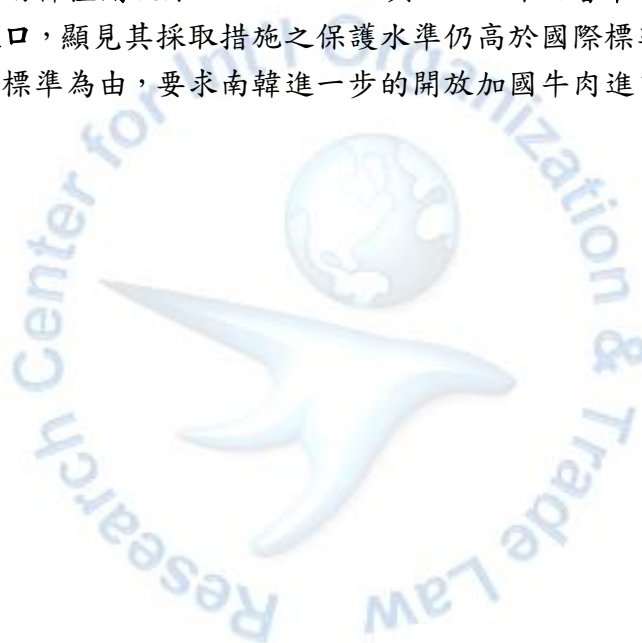 口，顯見其採取措施之保護水準仍高於國際標
標準為由，要求南韓進一步的開放加國牛肉進
Research Center for Int'l Organization & Trade Law